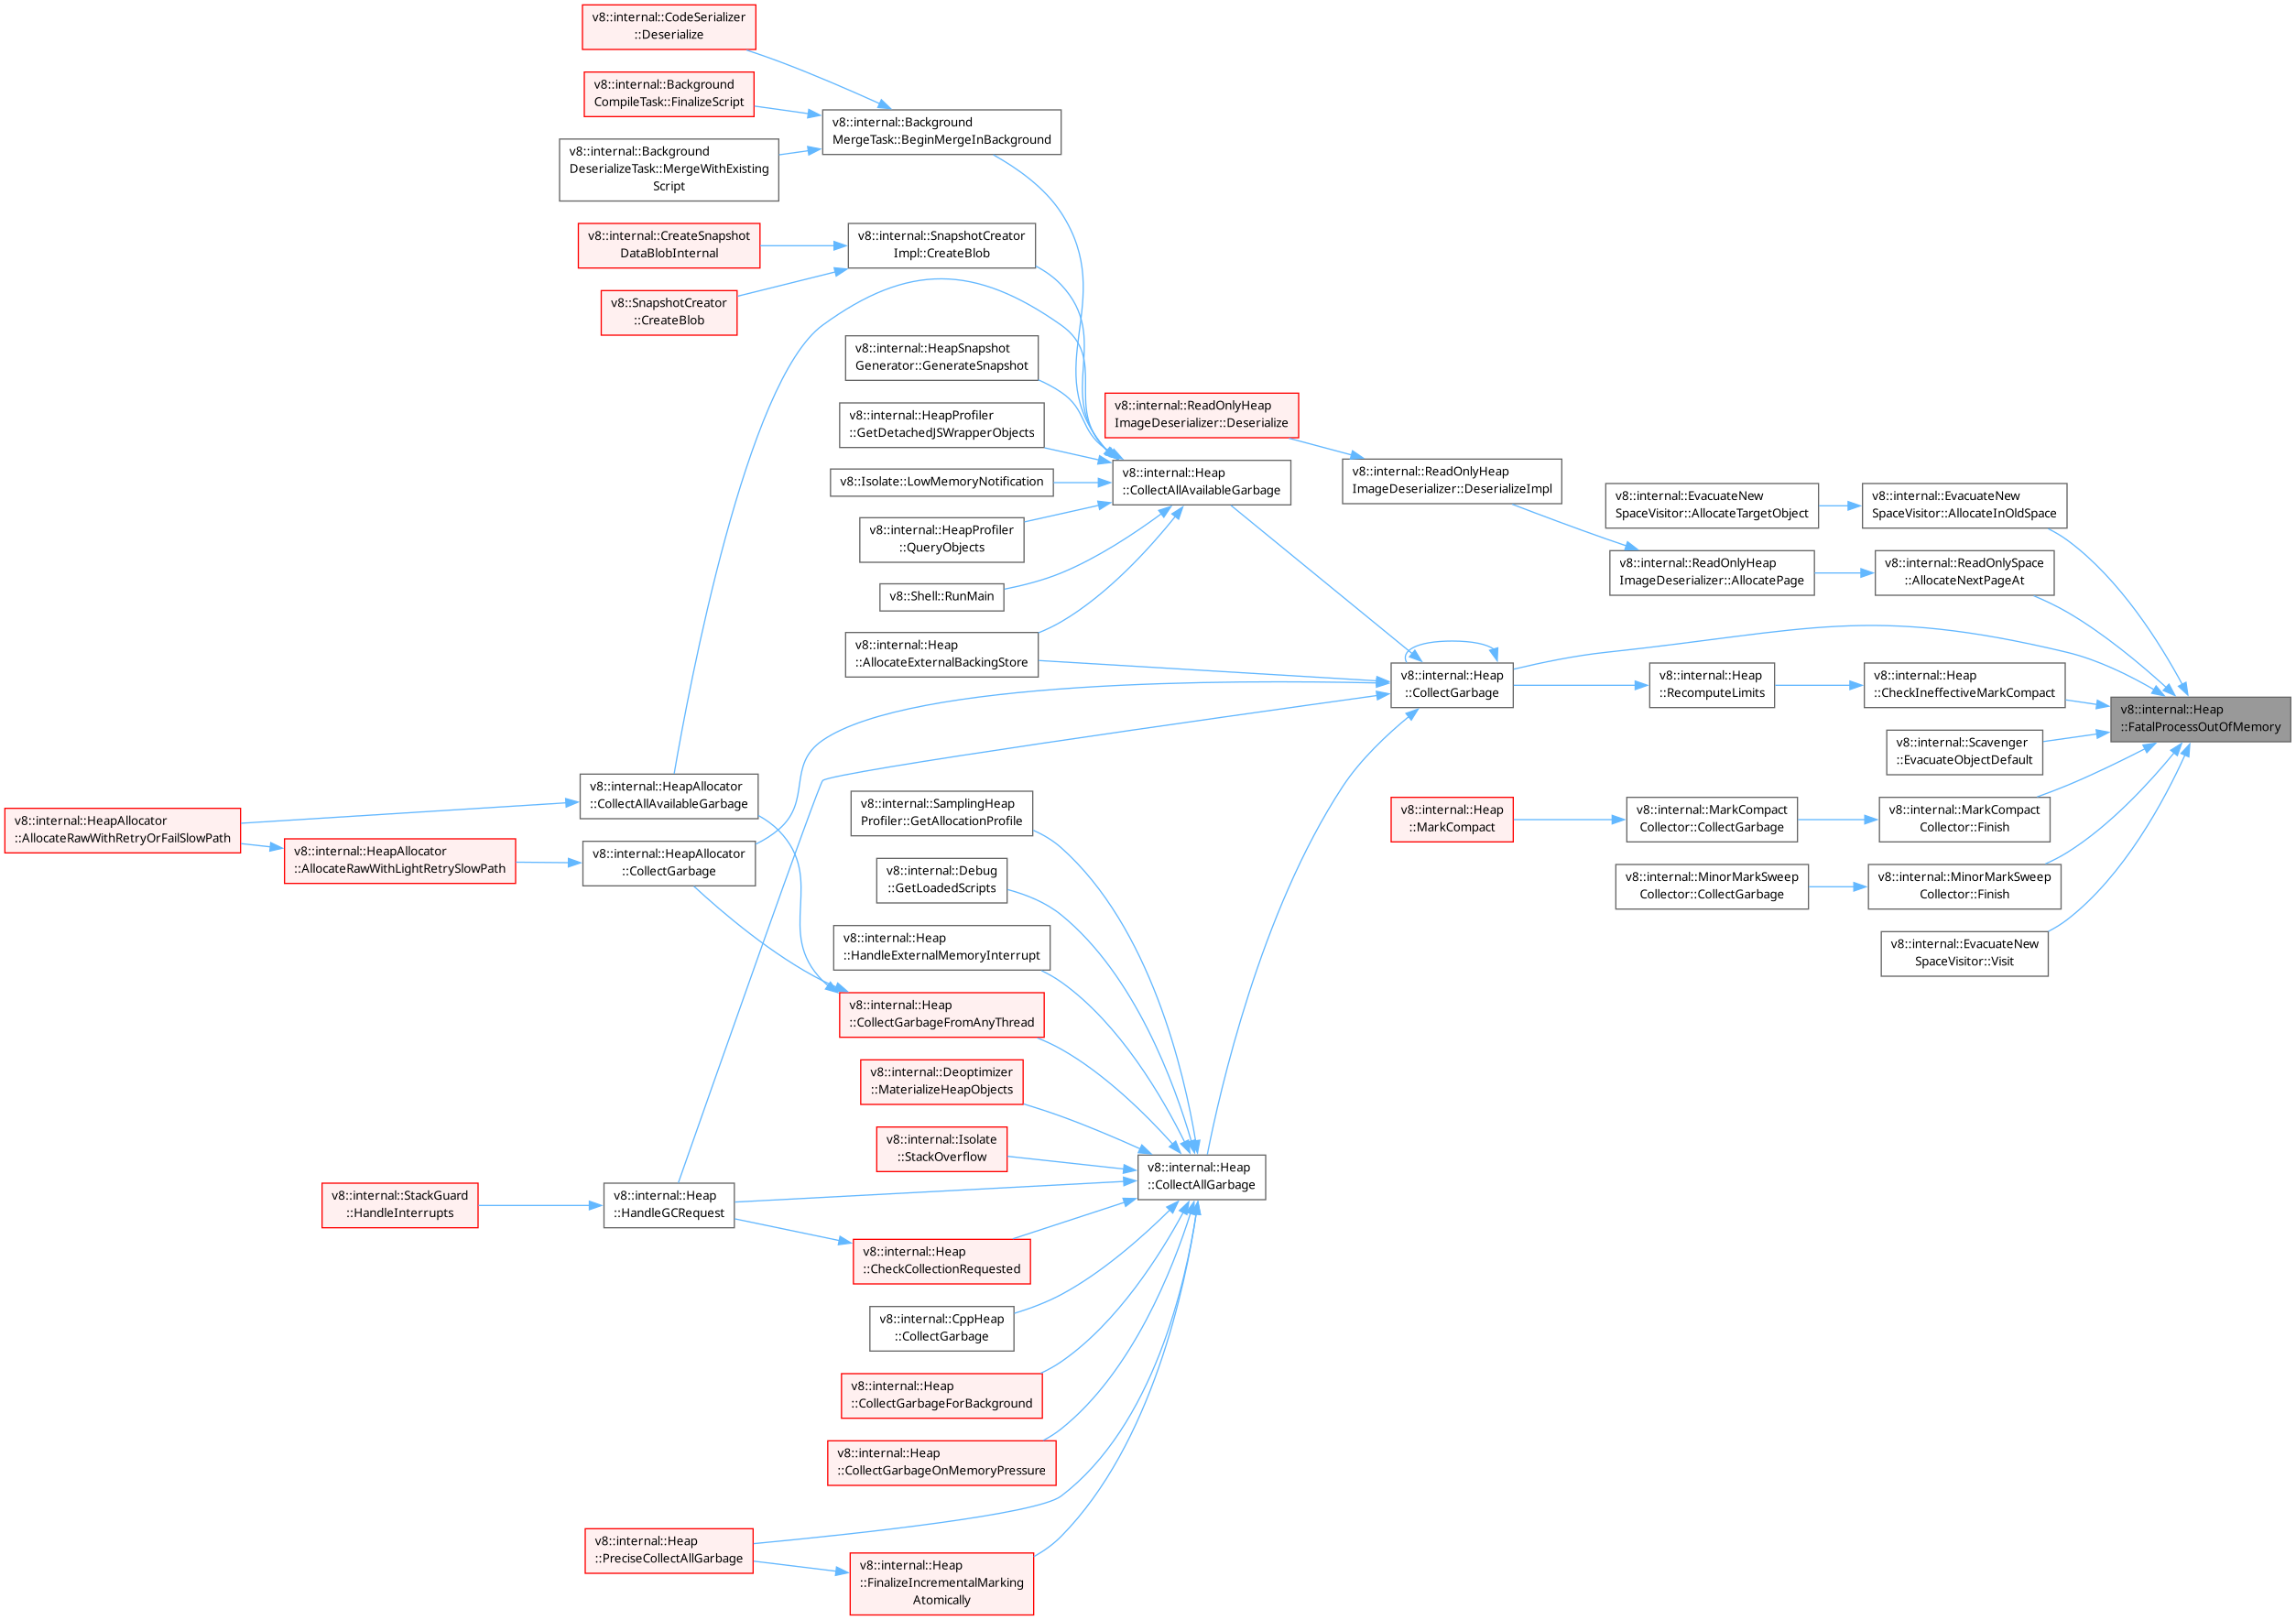 v8::internal::CodeSerializer
::Deserialize
v8::internal::Background
CompileTask::FinalizeScript
v8::internal::Background
MergeTask::BeginMergeInBackground
v8::internal::Background
DeserializeTask::MergeWithExisting
Script
v8::internal::CreateSnapshot
DataBlobInternal
v8::internal::SnapshotCreator
Impl::CreateBlob
v8::SnapshotCreator
::CreateBlob
v8::internal::HeapSnapshot
Generator::GenerateSnapshot
v8::internal::HeapProfiler
::GetDetachedJSWrapperObjects
v8::internal::ReadOnlyHeap
ImageDeserializer::Deserialize
v8::internal::Heap
::CollectAllAvailableGarbage
v8::internal::ReadOnlyHeap
ImageDeserializer::DeserializeImpl
v8::Isolate::LowMemoryNotification
v8::internal::EvacuateNew
SpaceVisitor::AllocateTargetObject
v8::internal::EvacuateNew
SpaceVisitor::AllocateInOldSpace
v8::internal::HeapProfiler
::QueryObjects
v8::internal::ReadOnlyHeap
ImageDeserializer::AllocatePage
v8::internal::ReadOnlySpace
::AllocateNextPageAt
v8::Shell::RunMain
v8::internal::Heap
::AllocateExternalBackingStore
v8::internal::Heap
::CollectGarbage
v8::internal::Heap
::RecomputeLimits
v8::internal::Heap
::CheckIneffectiveMarkCompact
v8::internal::Heap
::FatalProcessOutOfMemory
v8::internal::Scavenger
::EvacuateObjectDefault
v8::internal::HeapAllocator
::CollectAllAvailableGarbage
v8::internal::SamplingHeap
Profiler::GetAllocationProfile
v8::internal::Heap
::MarkCompact
v8::internal::MarkCompact
Collector::CollectGarbage
v8::internal::MarkCompact
Collector::Finish
v8::internal::HeapAllocator
::AllocateRawWithRetryOrFailSlowPath
v8::internal::HeapAllocator
::AllocateRawWithLightRetrySlowPath
v8::internal::HeapAllocator
::CollectGarbage
v8::internal::Debug
::GetLoadedScripts
v8::internal::MinorMarkSweep
Collector::CollectGarbage
v8::internal::MinorMarkSweep
Collector::Finish
v8::internal::Heap
::HandleExternalMemoryInterrupt
v8::internal::EvacuateNew
SpaceVisitor::Visit
v8::internal::Heap
::CollectGarbageFromAnyThread
v8::internal::Deoptimizer
::MaterializeHeapObjects
v8::internal::Isolate
::StackOverflow
v8::internal::Heap
::CollectAllGarbage
v8::internal::StackGuard
::HandleInterrupts
v8::internal::Heap
::HandleGCRequest
v8::internal::Heap
::CheckCollectionRequested
v8::internal::CppHeap
::CollectGarbage
v8::internal::Heap
::CollectGarbageForBackground
v8::internal::Heap
::CollectGarbageOnMemoryPressure
v8::internal::Heap
::PreciseCollectAllGarbage
v8::internal::Heap
::FinalizeIncrementalMarking
Atomically